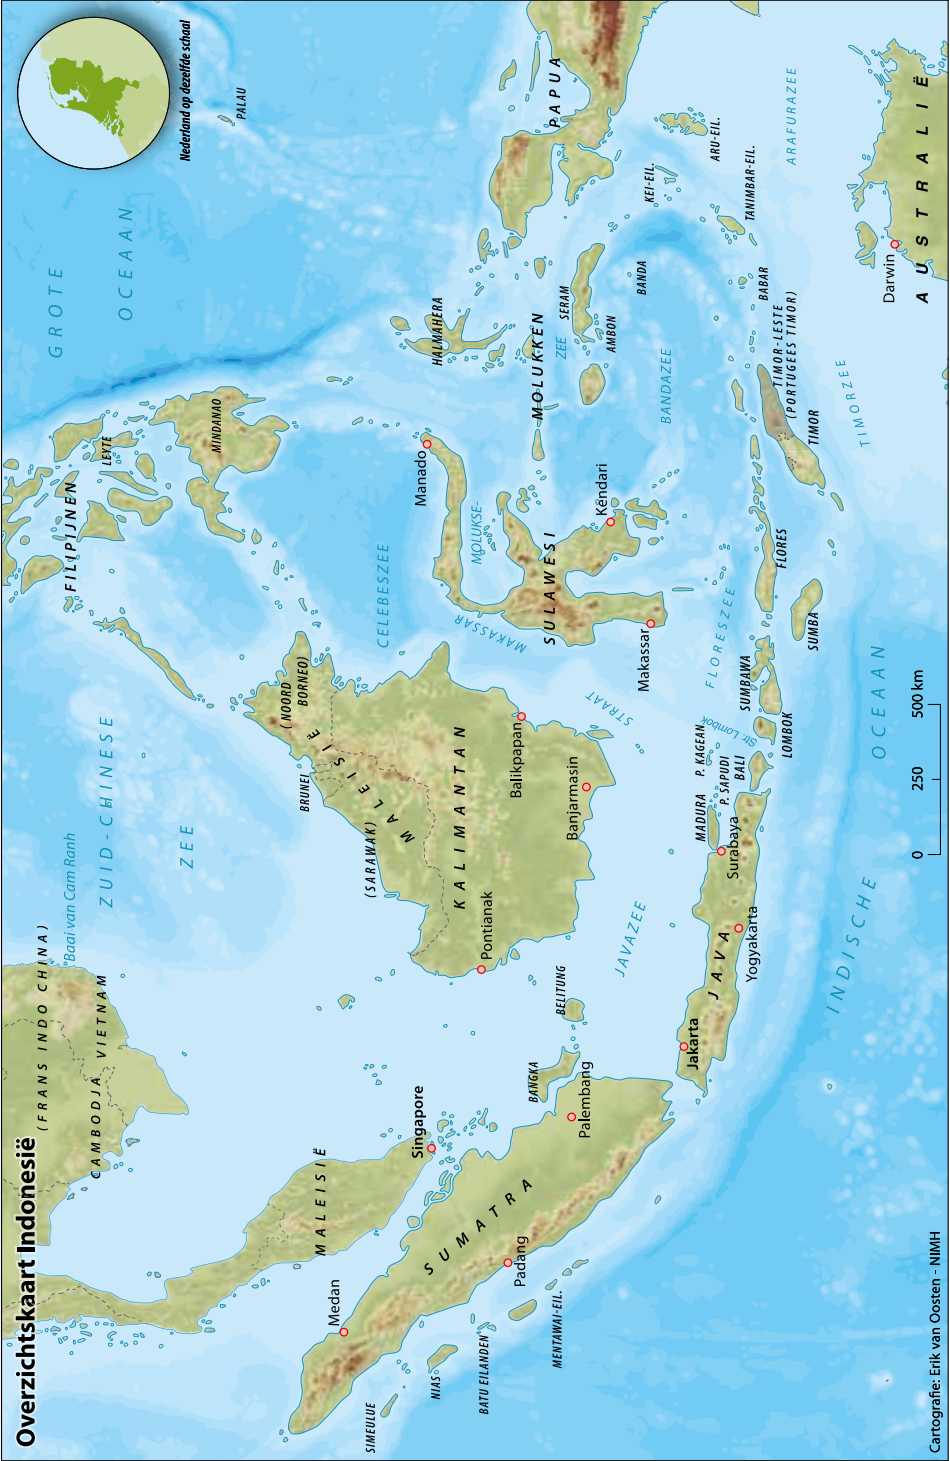 Overzichtskaart Indonesië
Nederland op dezelfde schaal
(FRANS INDO CHINA)
CAMBODJA
VIETNAM
Baai van Cam Ranh
ZUID-CHINESE
ZEE
FILIPIJNEN
LEYTE
MINDANAO
GROTE
OCEAAN
PALAU
MALEISIË
Singapore
Medan
SUMATRA
Padang
Palembang
SIMEULUE
NIAS
BATU EILANDEN
MENTAWAI-EIL.
BANGKA
BELITUNG
BRUNEI
(NOORD
BORNEO)
MALEISIË
(SARAWAK)
KALIMANTAN
Pontianak
Balikpapan
Banjarmasin
CELEBESZEE
STRAAT
MAKASSAR
Manado
MOLUKSE-
ZEE
SULAWESI
Kendari
Makassar
HALMAHERA
MOLUKKEN
SERAM
AMBON
BANDA
BANDAZEE
PAPUA
KEI-EIL.
ARU-EIL.
TANIMBAR-EIL.
ARAFURAZEE
BABAR
JAVAZEE
Jakarta
JAVA
Yogyakarta
Surabaya
MADURA
P. KAGEAN
P. SAPUDI
BALI
Str. Lombok
LOMBOK
SUMBAWA
FLORESZEE
SUMBA
FLORES
TIMOR
TIMOR-LESTE
(PORTUGEES TIMOR)
TIMORZEE
Darwin
AUSTRALIË
INDISCHE
OCEAAN
0
250
500 km
Cartografie: Erik van Oosten - NIMH